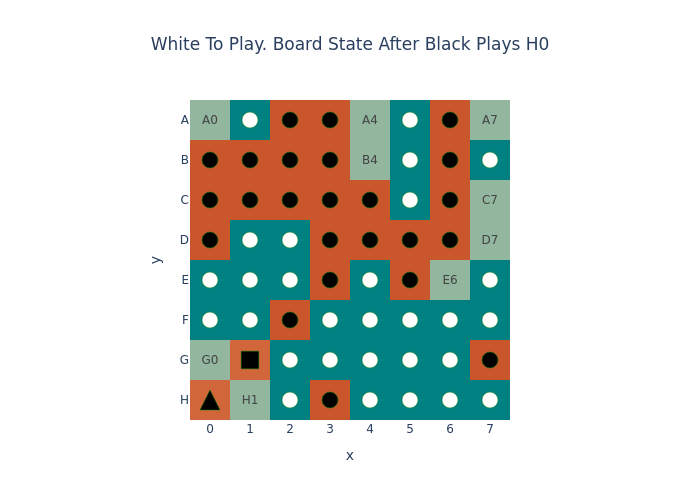 White To Play. Board State After Black Plays H0
A A0 A4 A7
B B4
C C7
D D7
y
E E6
F
G G0
H H1
0 1 2 3 4 5 6 7
x